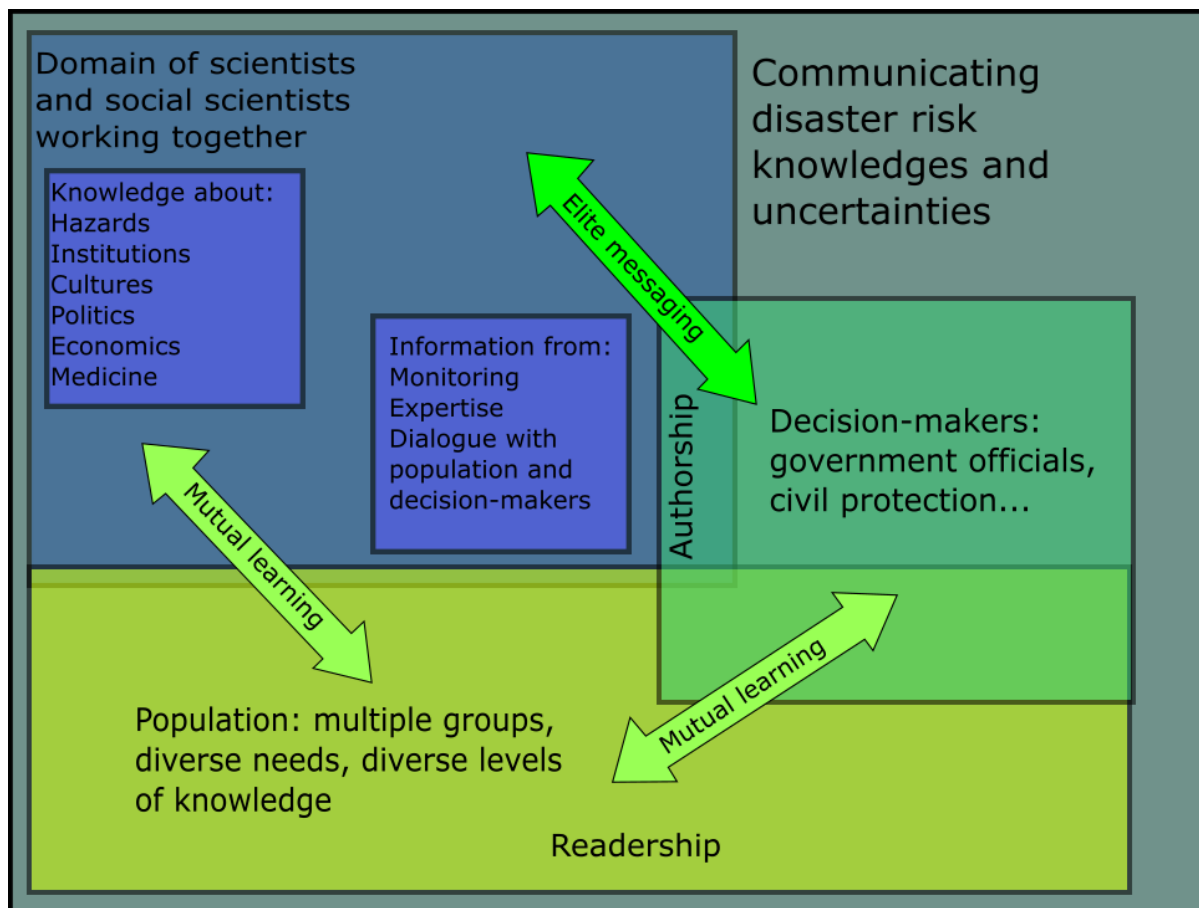 Domain of scientists
and social scientists
working together
Communicating
disaster risk
knowledges and
uncertainties
Knowledge about:
Hazards
Institutions
Cultures
Politics
Economics
Medicine
Elite messaging
Information from:
Monitoring
Expertise
Dialogue with
population and
decision-makers
Authorship
Decision-makers:
government officials,
civil protection...
Mutual learning
Mutual learning
Population: multiple groups,
diverse needs, diverse levels
of knowledge
Readership